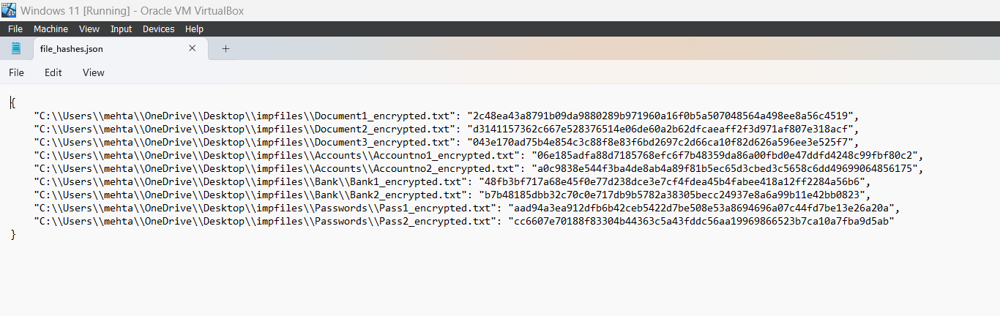 Windows 11 [Running] - Oracle VM VirtualBox
File Machine View Input Devices Help
file_hashes.json
File Edit View
{
"C:\\Users\\mehta\\OneDrive\\Desktop\\impfiles\\Document1_encrypted.txt": "2c48ea43a8791b09da9880289b971960a16f0b5a507048564a498ee8a56c4519",
"C:\\Users\\mehta\\OneDrive\\Desktop\\impfiles\\Document2_encrypted.txt": "d3141157362c667e528376514e06de60a2b62dfcaeaff2f3d971af807e318acf",
"C:\\Users\\mehta\\OneDrive\\Desktop\\impfiles\\Document3_encrypted.txt": "043e170ad75b4e854c3c88f8e83f6bd2697c2d66ca10f82d626a596ee3e525f7",
"C:\\Users\\mehta\\OneDrive\\Desktop\\impfiles\\Accounts\\Accountno1_encrypted.txt": "06e185adfa88d7185768efc6f7b48359da86a00fbd0e47ddfd4248c99fbf80c2",
"C:\\Users\\mehta\\OneDrive\\Desktop\\impfiles\\Accounts\\Accountno2_encrypted.txt": "a0c9838e544f3ba4de8ab4a89f81b5ec65d3cbed3c5658c6dd49699064856175",
"C:\\Users\\mehta\\OneDrive\\Desktop\\impfiles\\Bank\\Bank1_encrypted.txt": "48fb3bf717a68e45f0e77d238dce3e7cf4fdea45b4fabee418a12ff2284a56b6",
"C:\\Users\\mehta\\OneDrive\\Desktop\\impfiles\\Bank\\Bank2_encrypted.txt": "b7b48185dbb32c70c0e717db9b5782a38305becc24937e8a6a99b11e42bb0823",
"C:\\Users\\mehta\\OneDrive\\Desktop\\impfiles\\Passwords\\Pass1_encrypted.txt": "aad94a3ea912dfb6b42ceb5422d7be508e53a8694696a07c44fd7be13e26a20a",
"C:\\Users\\mehta\\OneDrive\\Desktop\\impfiles\\Passwords\\Pass2_encrypted.txt": "cc6607e70188f83304b44363c5a43fddc56aa19969866523b7ca10a7fba9d5ab"
}